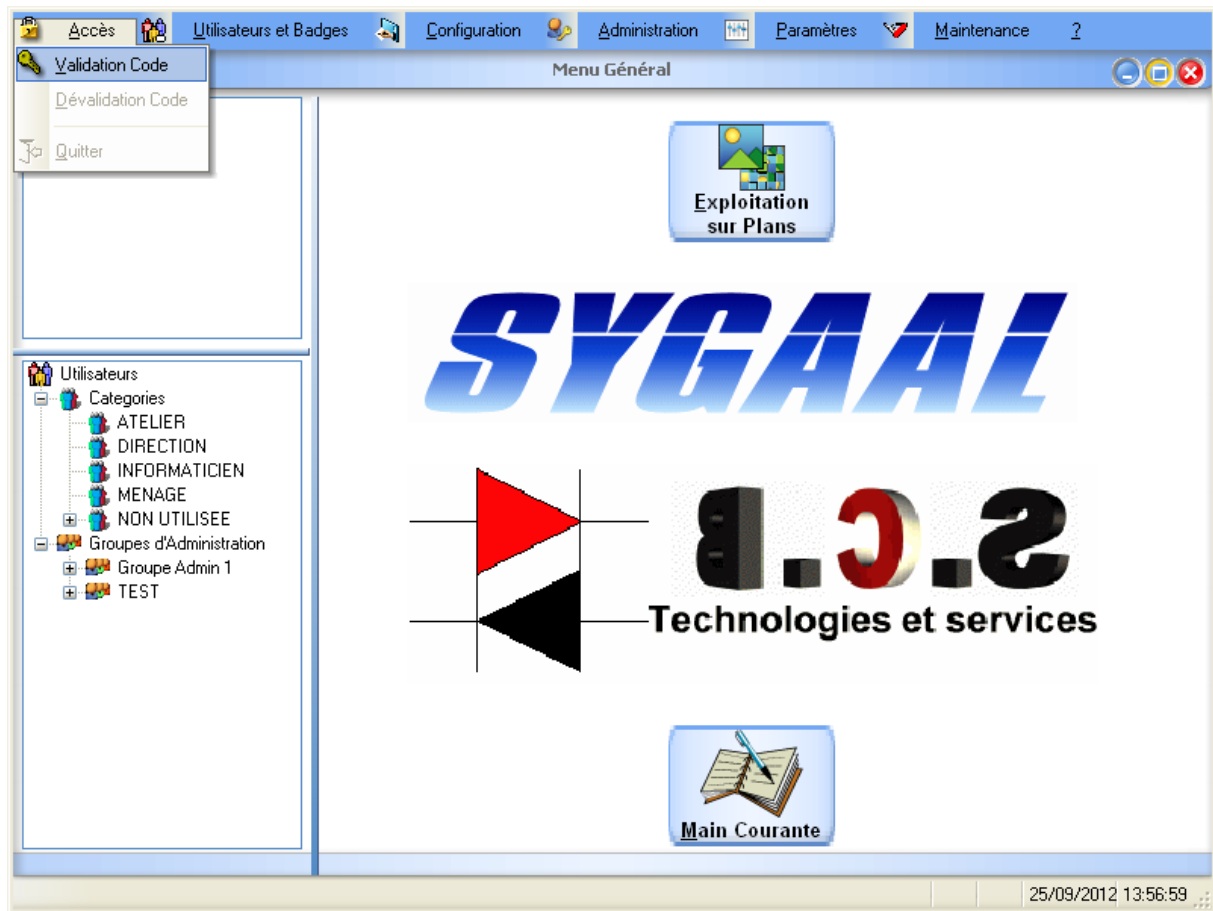 Accès Utilisateurs et Badges Configuration Administration Paramètres Maintenance ?
Validation Code
Dévalidation Code
Quitter
Menu Général
Exploitation
sur Plans
SYGAAL
Utilisateurs
Categories
ATELIER
DIRECTION
INFORMATICIEN
MENAGE
NON UTILISEE
Groupes d'Administration
Groupe Admin 1
TEST
B.C.S
Technologies et services
Main Courante
25/09/2012 13:56:59